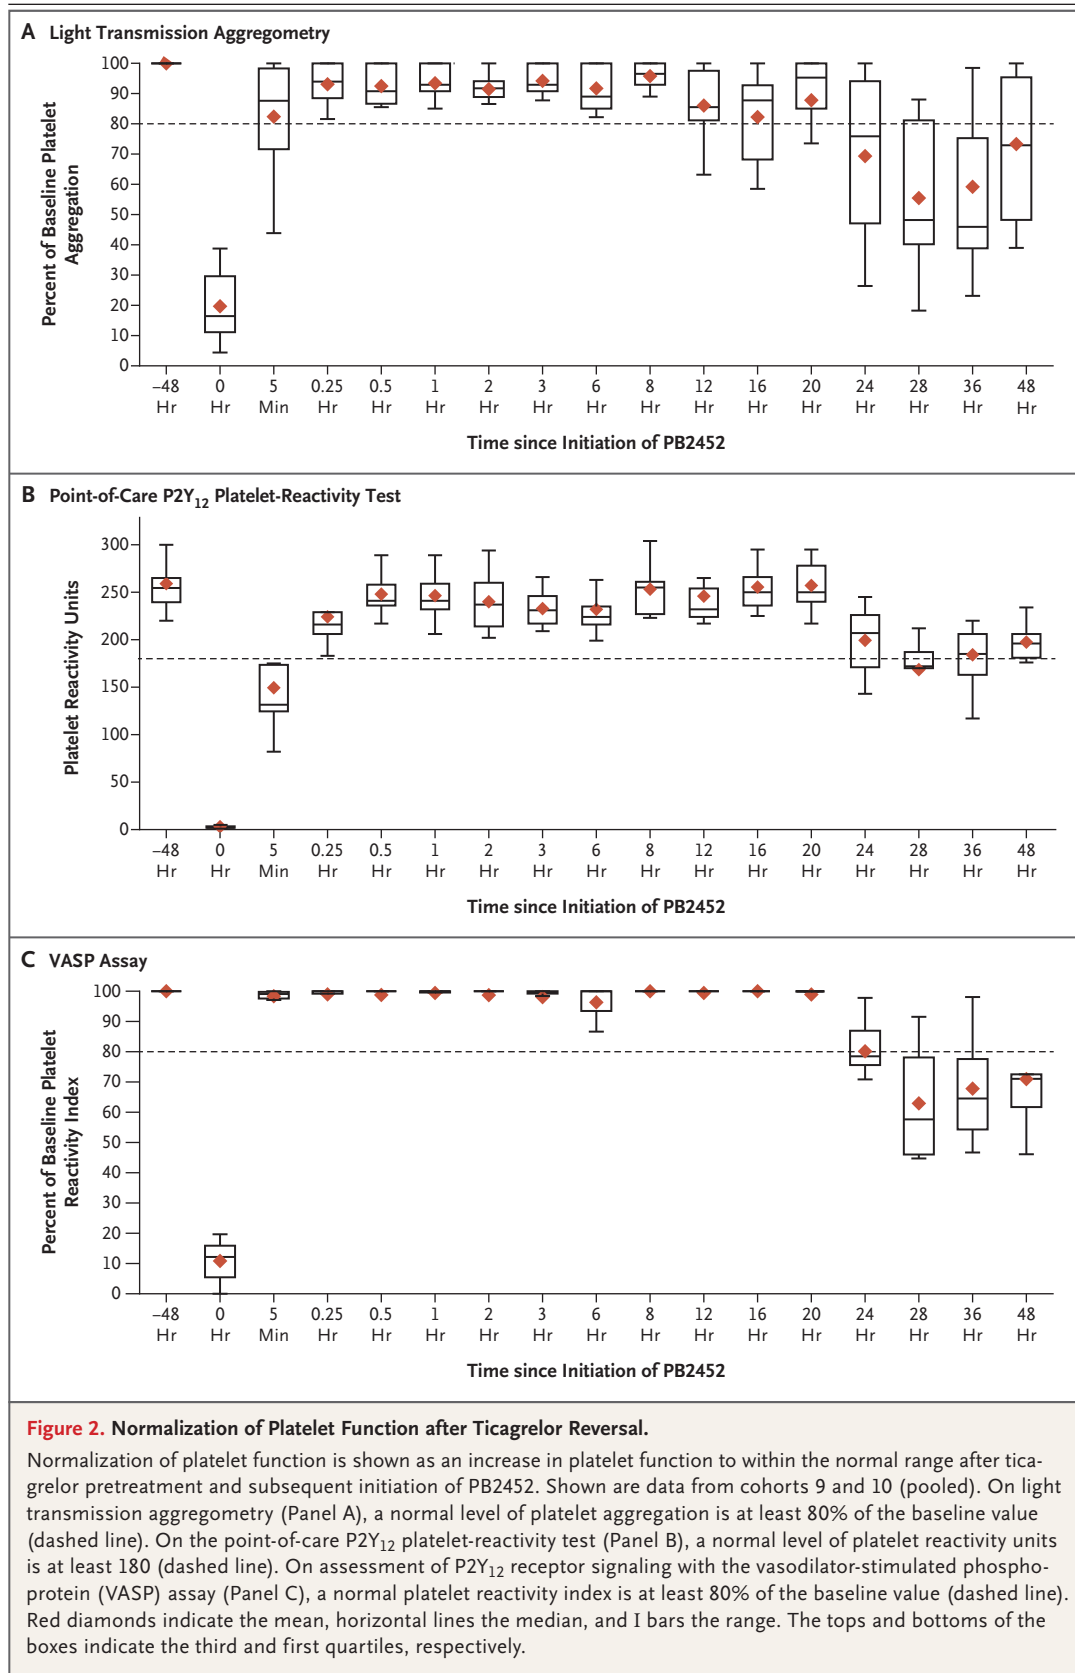 A Light Transmission Aggregometry
Percent of Baseline Platelet
Aggregation
100
90
80
70
60
50
40
30
20
10
0
–48 0 5 0.25 0.5 1 2 3 6 8 12 16 20 24 28 36 48
Hr Hr Min Hr Hr Hr Hr Hr Hr Hr Hr Hr Hr Hr Hr Hr Hr
Time since Initiation of PB2452
B Point-of-Care P2Y12 Platelet-Reactivity Test
Platelet Reactivity Units
300
250
200
150
100
50
0
–48 0 5 0.25 0.5 1 2 3 6 8 12 16 20 24 28 36 48
Hr Hr Min Hr Hr Hr Hr Hr Hr Hr Hr Hr Hr Hr Hr Hr Hr
Time since Initiation of PB2452
C VASP Assay
Percent of Baseline Platelet
Reactivity Index
100
90
80
70
60
50
40
30
20
10
0
–48 0 5 0.25 0.5 1 2 3 6 8 12 16 20 24 28 36 48
Hr Hr Min Hr Hr Hr Hr Hr Hr Hr Hr Hr Hr Hr Hr Hr Hr
Time since Initiation of PB2452
Figure 2. Normalization of Platelet Function after Ticagrelor Reversal.
Normalization of platelet function is shown as an increase in platelet function to within the normal range after tica-
grelor pretreatment and subsequent initiation of PB2452. Shown are data from cohorts 9 and 10 (pooled). On light
transmission aggregometry (Panel A), a normal level of platelet aggregation is at least 80% of the baseline value
(dashed line). On the point-of-care P2Y12 platelet-reactivity test (Panel B), a normal level of platelet reactivity units
is at least 180 (dashed line). On assessment of P2Y12 receptor signaling with the vasodilator-stimulated phospho-
protein (VASP) assay (Panel C), a normal platelet reactivity index is at least 80% of the baseline value (dashed line).
Red diamonds indicate the mean, horizontal lines the median, and I bars the range. The tops and bottoms of the
boxes indicate the third and first quartiles, respectively.